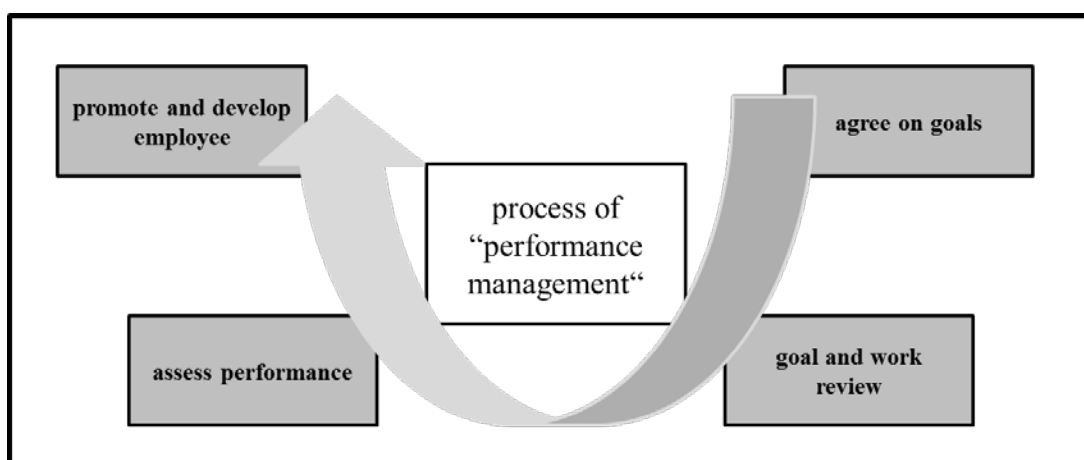 promote and develop
employee
agree on goals
process of
“performance
management“
assess performance
goal and work
review